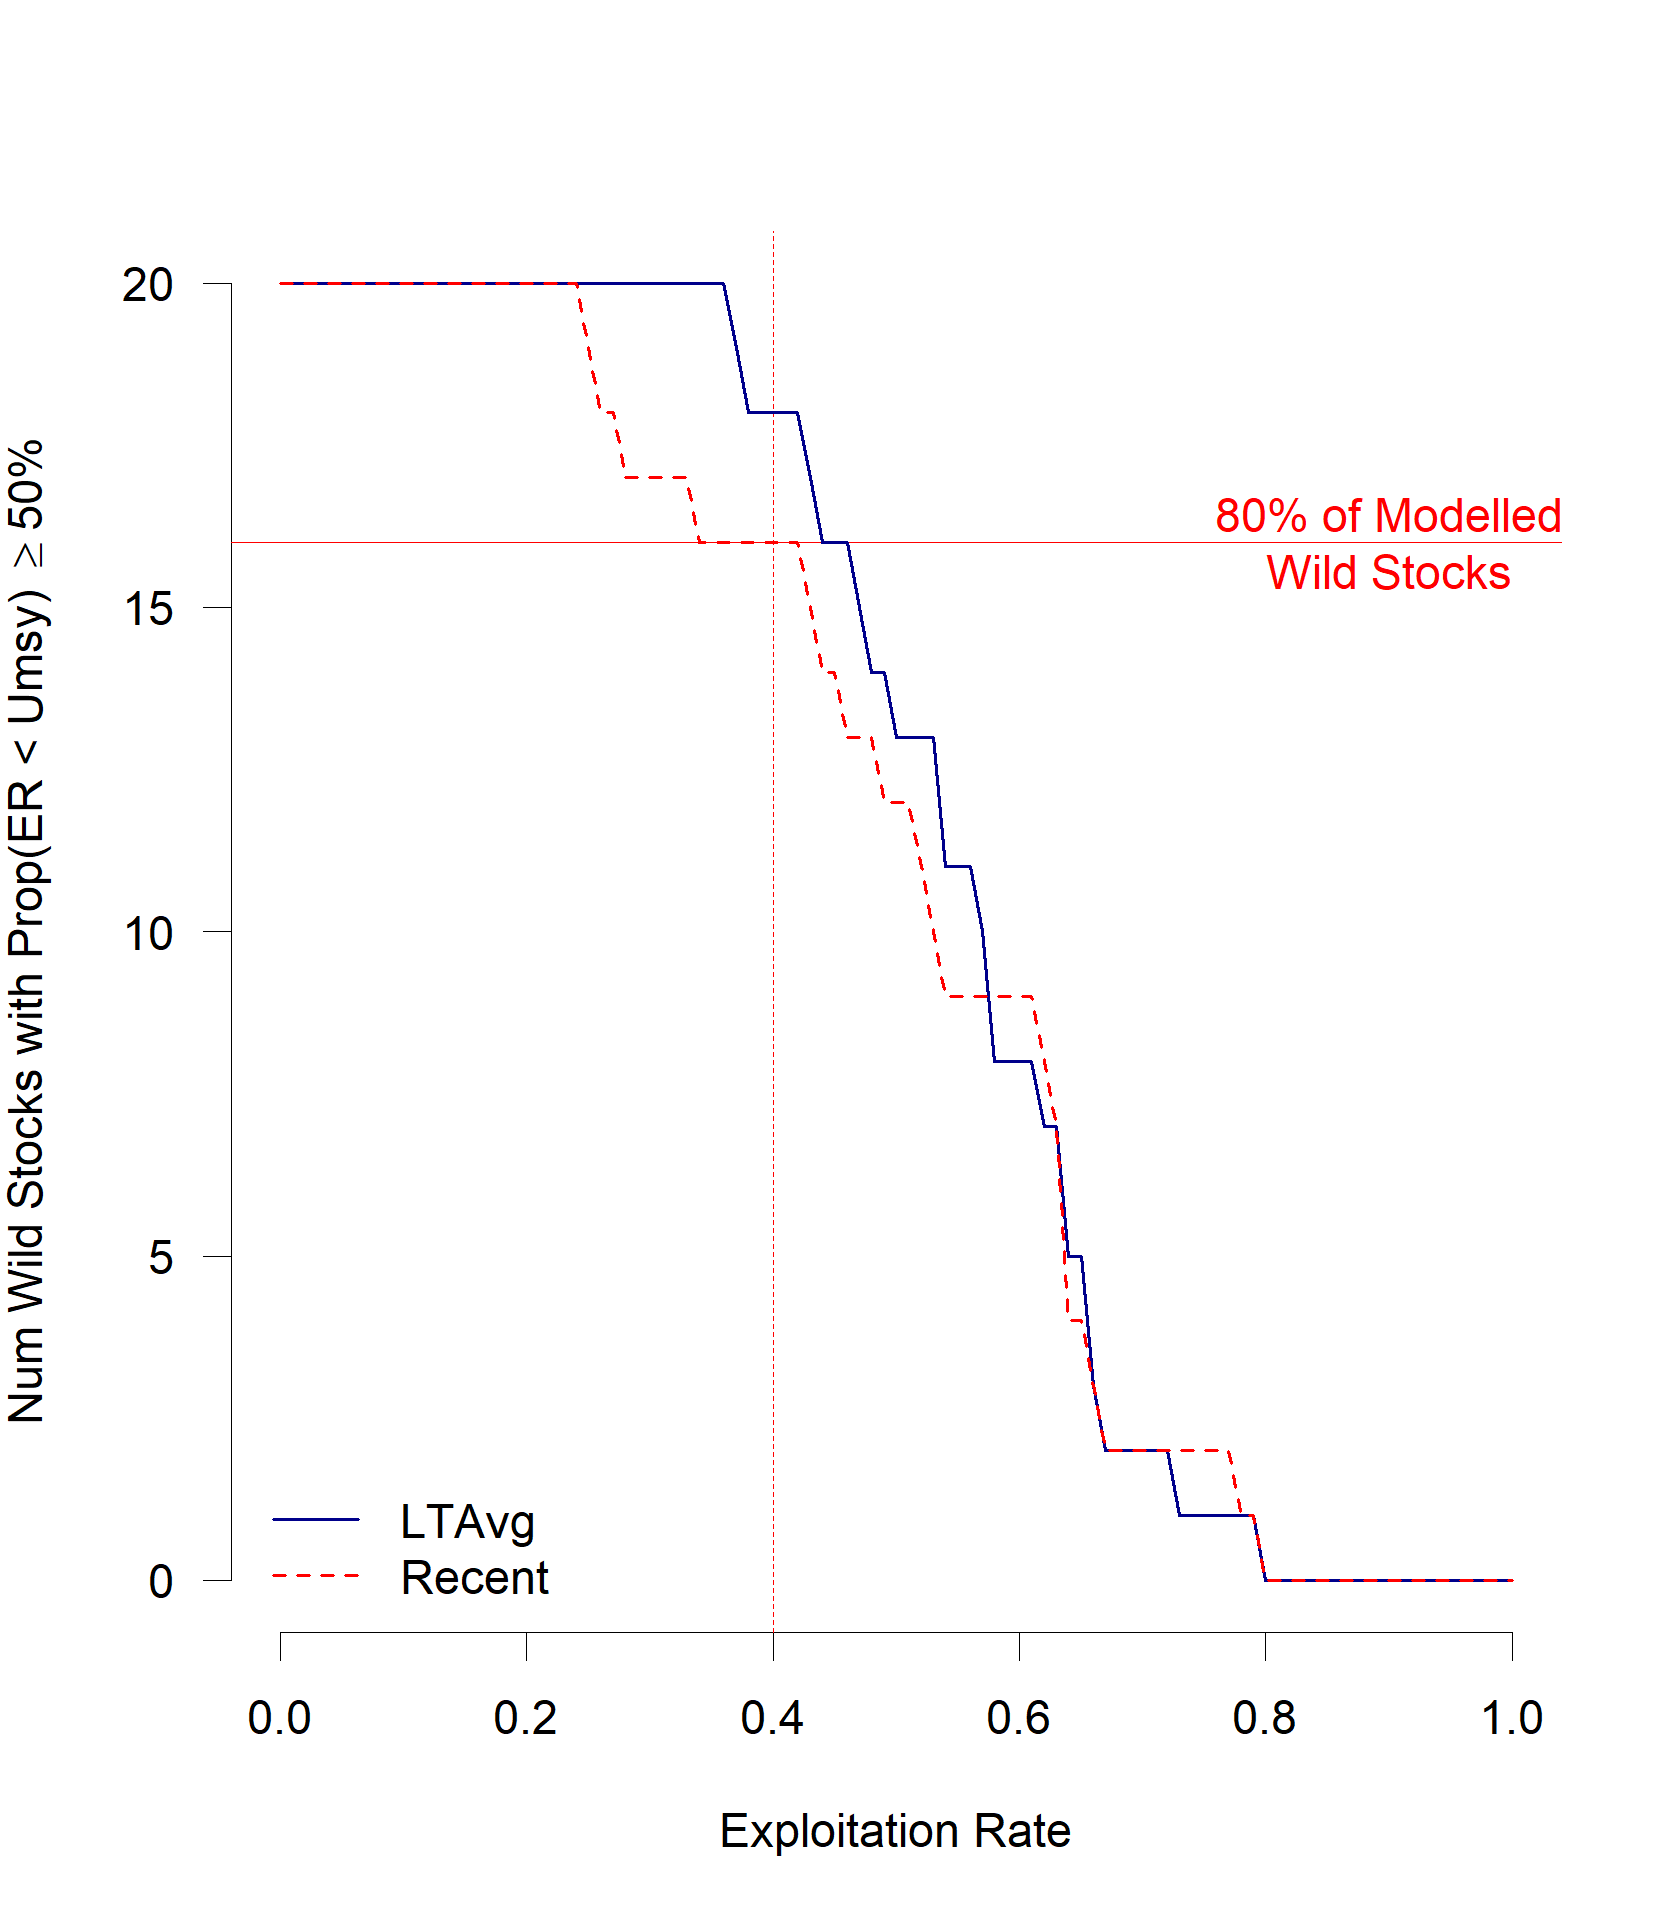 Num Wild Stocks with Prop(ER < Umsy) ≥ 50%
20
15
10
5
0
80% of Modelled
Wild Stocks
LTAvg
Recent
0.0 0.2 0.4 0.6 0.8 1.0
Exploitation Rate